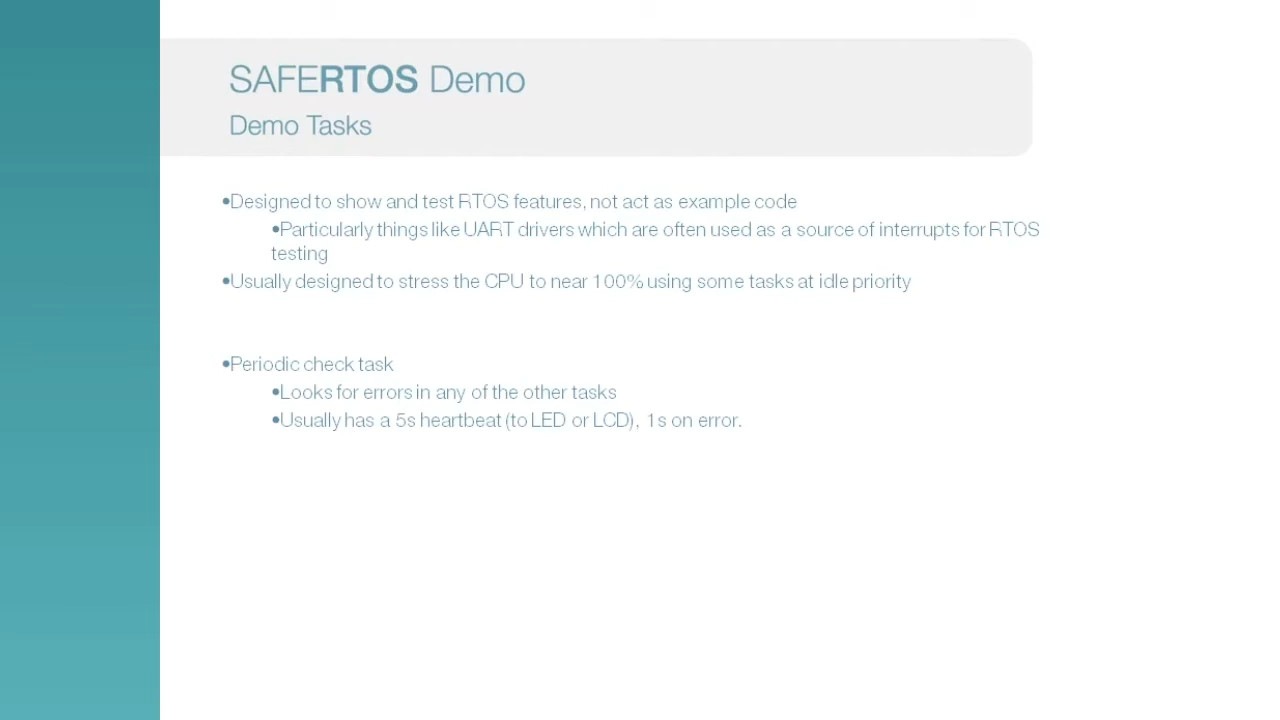 SAFERTOS Demo
Demo Tasks
•Designed to show and test RTOS features, not act as example code
•Particularly things like UART drivers which are often used as a source of interrupts for RTOS
testing
•Usually designed to stress the CPU to near 100% using some tasks at idle priority
•Periodic check task
•Looks for errors in any of the other tasks
•Usually has a 5s heartbeat (to LED or LCD), 1s on error.